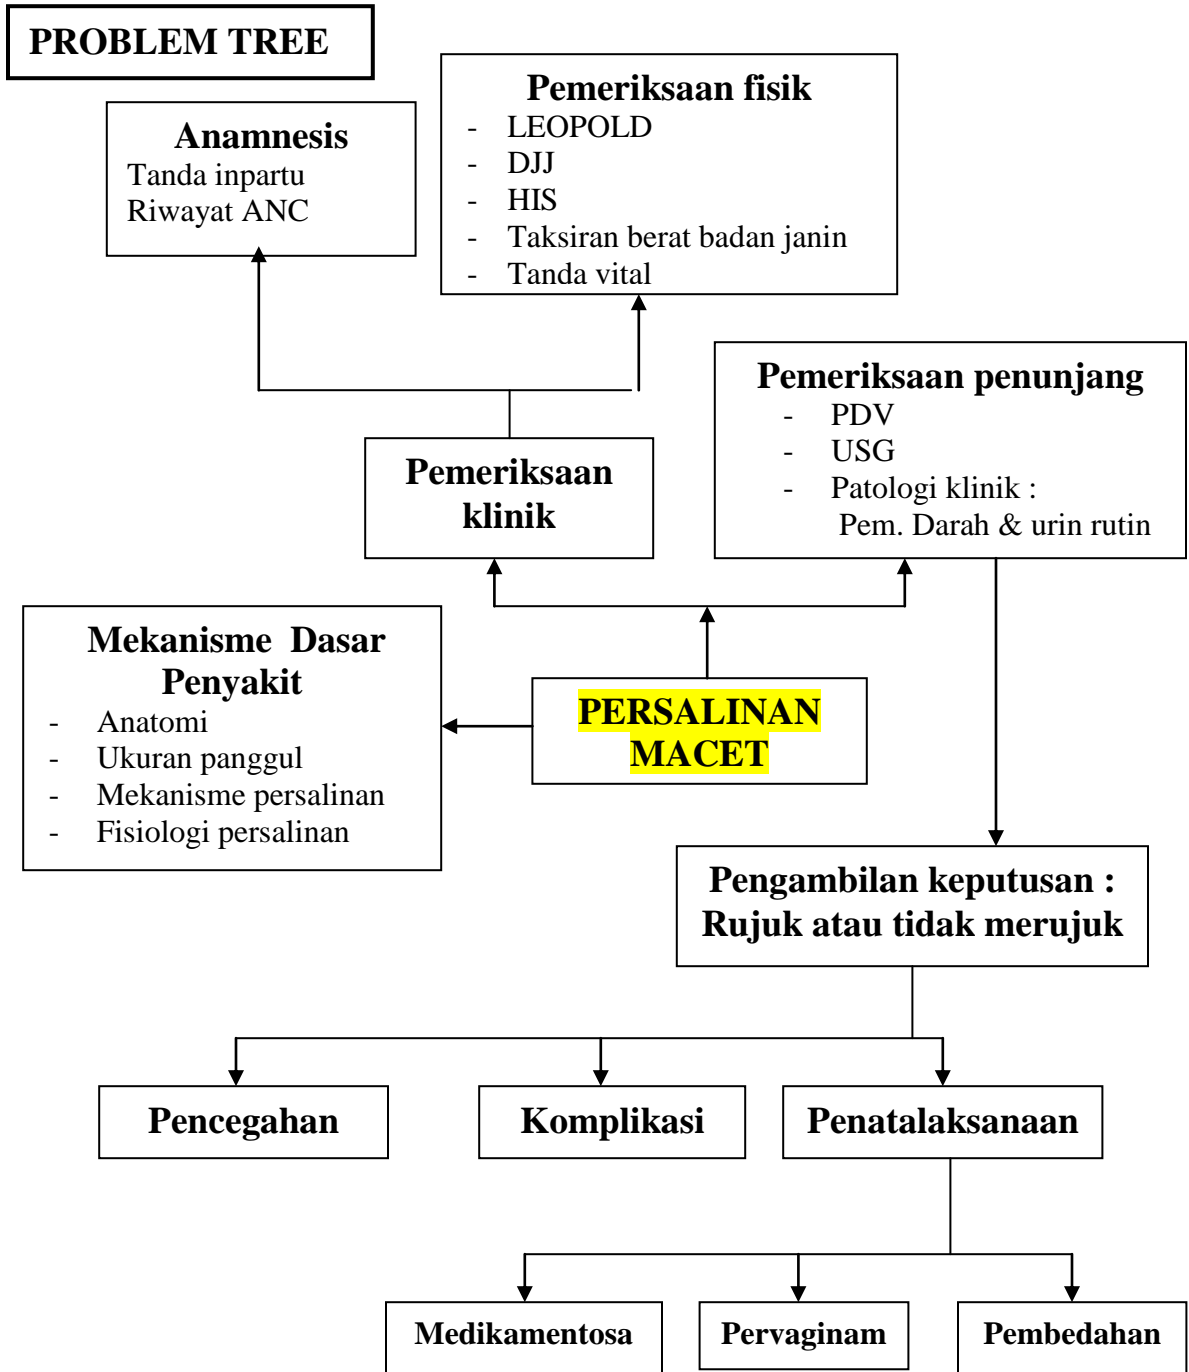 PROBLEM TREE
Anamnesis
Tanda inpartu
Riwayat ANC
Pemeriksaan fisik
- LEOPOLD
- DJJ
- HIS
- Taksiran berat badan janin
- Tanda vital
Pemeriksaan penunjang
- PDV
- USG
- Patologi klinik :
Pem. Darah & urin rutin
Pemeriksaan
klinik
Mekanisme Dasar
Penyakit
- Anatomi
- Ukuran panggul
- Mekanisme persalinan
- Fisiologi persalinan
PERSALINAN
MACET
Pengambilan keputusan :
Rujuk atau tidak merujuk
Pencegahan
Komplikasi
Penatalaksanaan
Medikamentosa
Pervaginam
Pembedahan